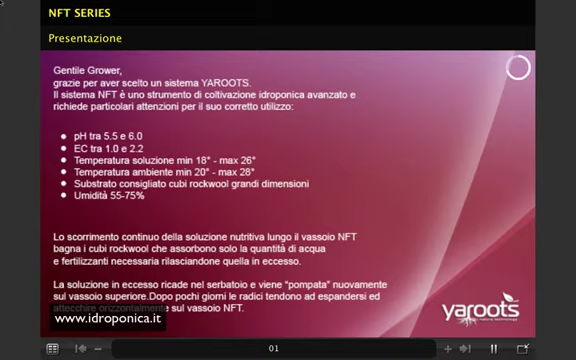 NFT SERIES
Presentazione
Gentile Grower,
grazie per aver scelto un sistema YAROOTS.
Il sistema NFT è uno strumento di coltivazione idroponica avanzato e
richiede particolari attenzioni per il suo corretto utilizzo:
● pH tra 5.5 e 6.0
● EC tra 1.0 e 2.2
● Temperatura soluzione min 18° - max 26°
● Temperatura ambiente min 20° - max 28°
● Substrato consigliato cubi rockwool grandi dimensioni
● Umidità 55-75%
Lo scorrimento continuo della soluzione nutritiva lungo il vassoio NFT
bagna i cubi rockwool che assorbono solo la quantità di acqua
e fertilizzanti necessaria rilasciandone quella in eccesso.
La soluzione in eccesso ricade nel serbatoio e viene "pompata" nuovamente
sul vassoio superiore.Dopo pochi giorni le radici tendono ad espandersi ed
attecchire orizzontalmente sul vassoio NFT.
www.idroponica.it
yaroots
01